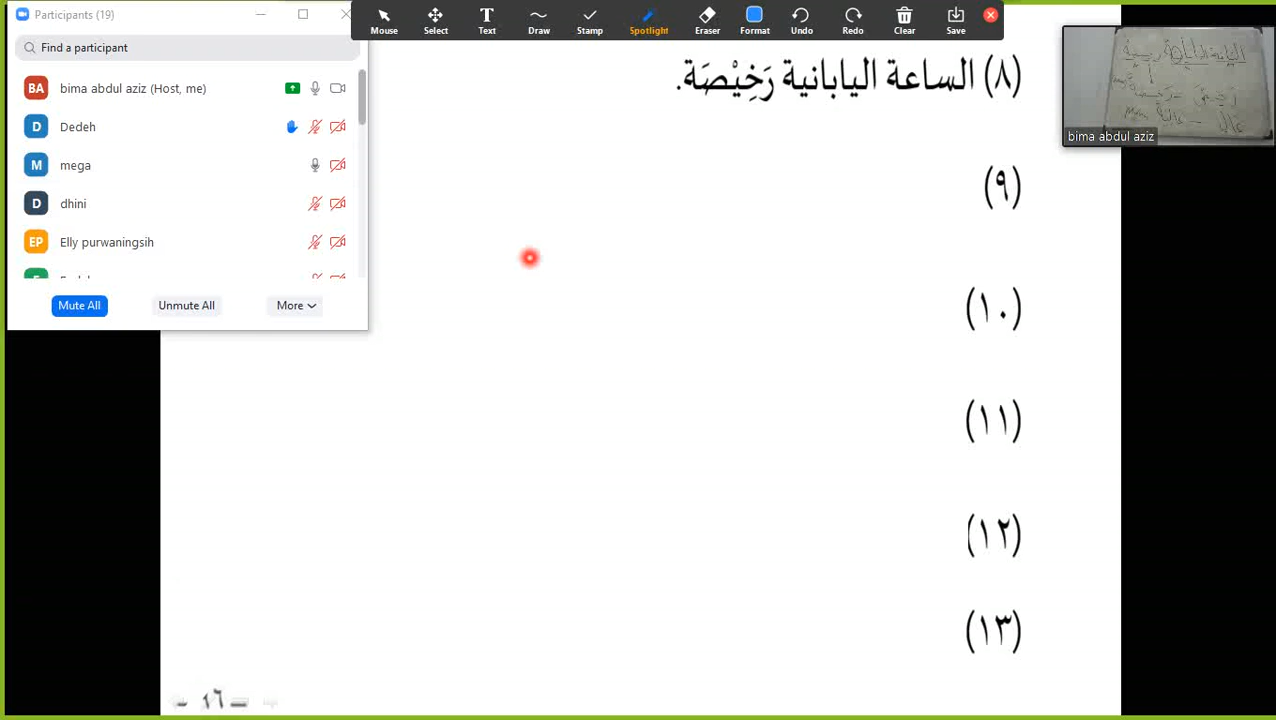 Participants (19)
Find a participant
BA bima abdul aziz (Host, me)
D Dedeh
M mega
D dhini
EP Elly purwaningsih
Mute All
Unmute All
More
Mouse
Select
Text
Draw
Stamp
Spotlight
Eraser
Format
Undo
Redo
Clear
Save
bima abdul aziz
(٨) الساعة اليابانية رَخِيْصَة.
(٩)
(١٠)
(١١)
(١٢)
(١٣)
١٦